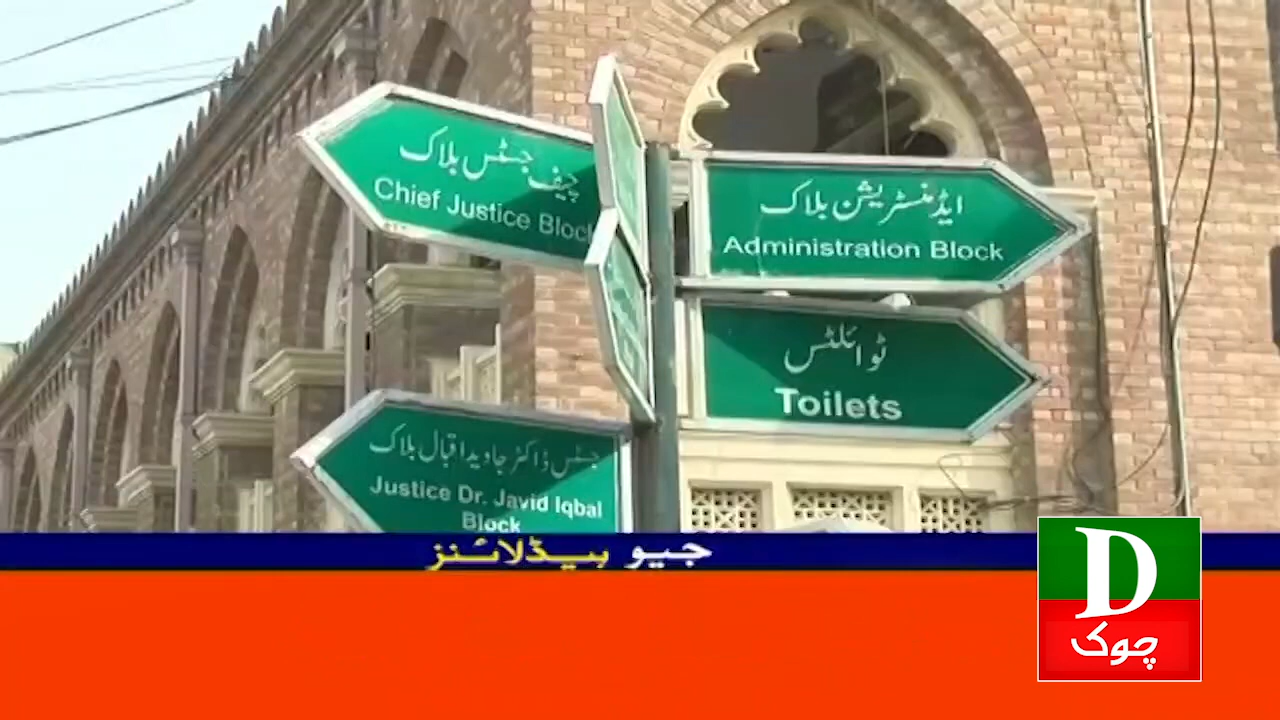 چیف جسٹس بلاک
Chief Justice Block
ایڈمنسٹریشن بلاک
Administration Block
ٹوائلٹس
Toilets
جسٹس ڈاکٹر جاوید اقبال بلاک
Justice Dr. Javid Iqbal
Block
جیو ہیڈلائنز
D
چوک